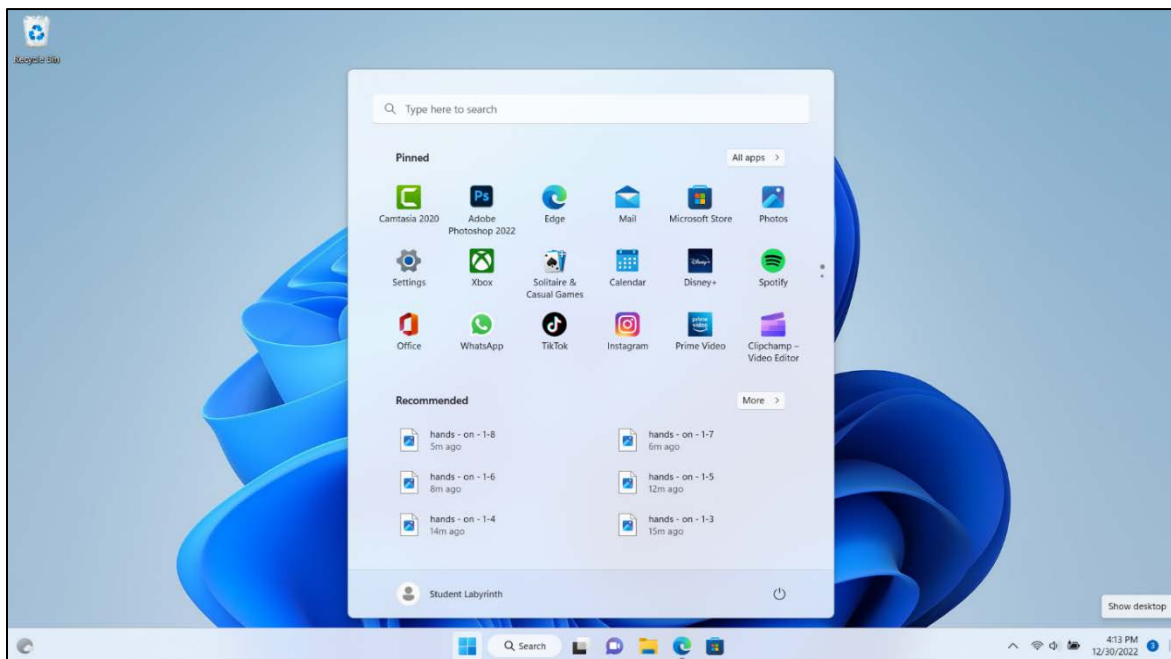 Recycle Bin
Type here to search
Pinned
All apps >
Camtasia 2020
Adobe
Photoshop 2022
Edge
Mail
Microsoft Store
Photos
Settings
Xbox
Solitaire &
Casual Games
Calendar
Disney+
Spotify
Office
WhatsApp
TikTok
Instagram
Prime Video
Clipchamp –
Video Editor
Recommended
More >
hands - on - 1-8
5m ago
hands - on - 1-7
6m ago
hands - on - 1-6
8m ago
hands - on - 1-5
12m ago
hands - on - 1-4
14m ago
hands - on - 1-3
15m ago
Student Labyrinth
Show desktop
Search
4:13 PM
12/30/2022
3